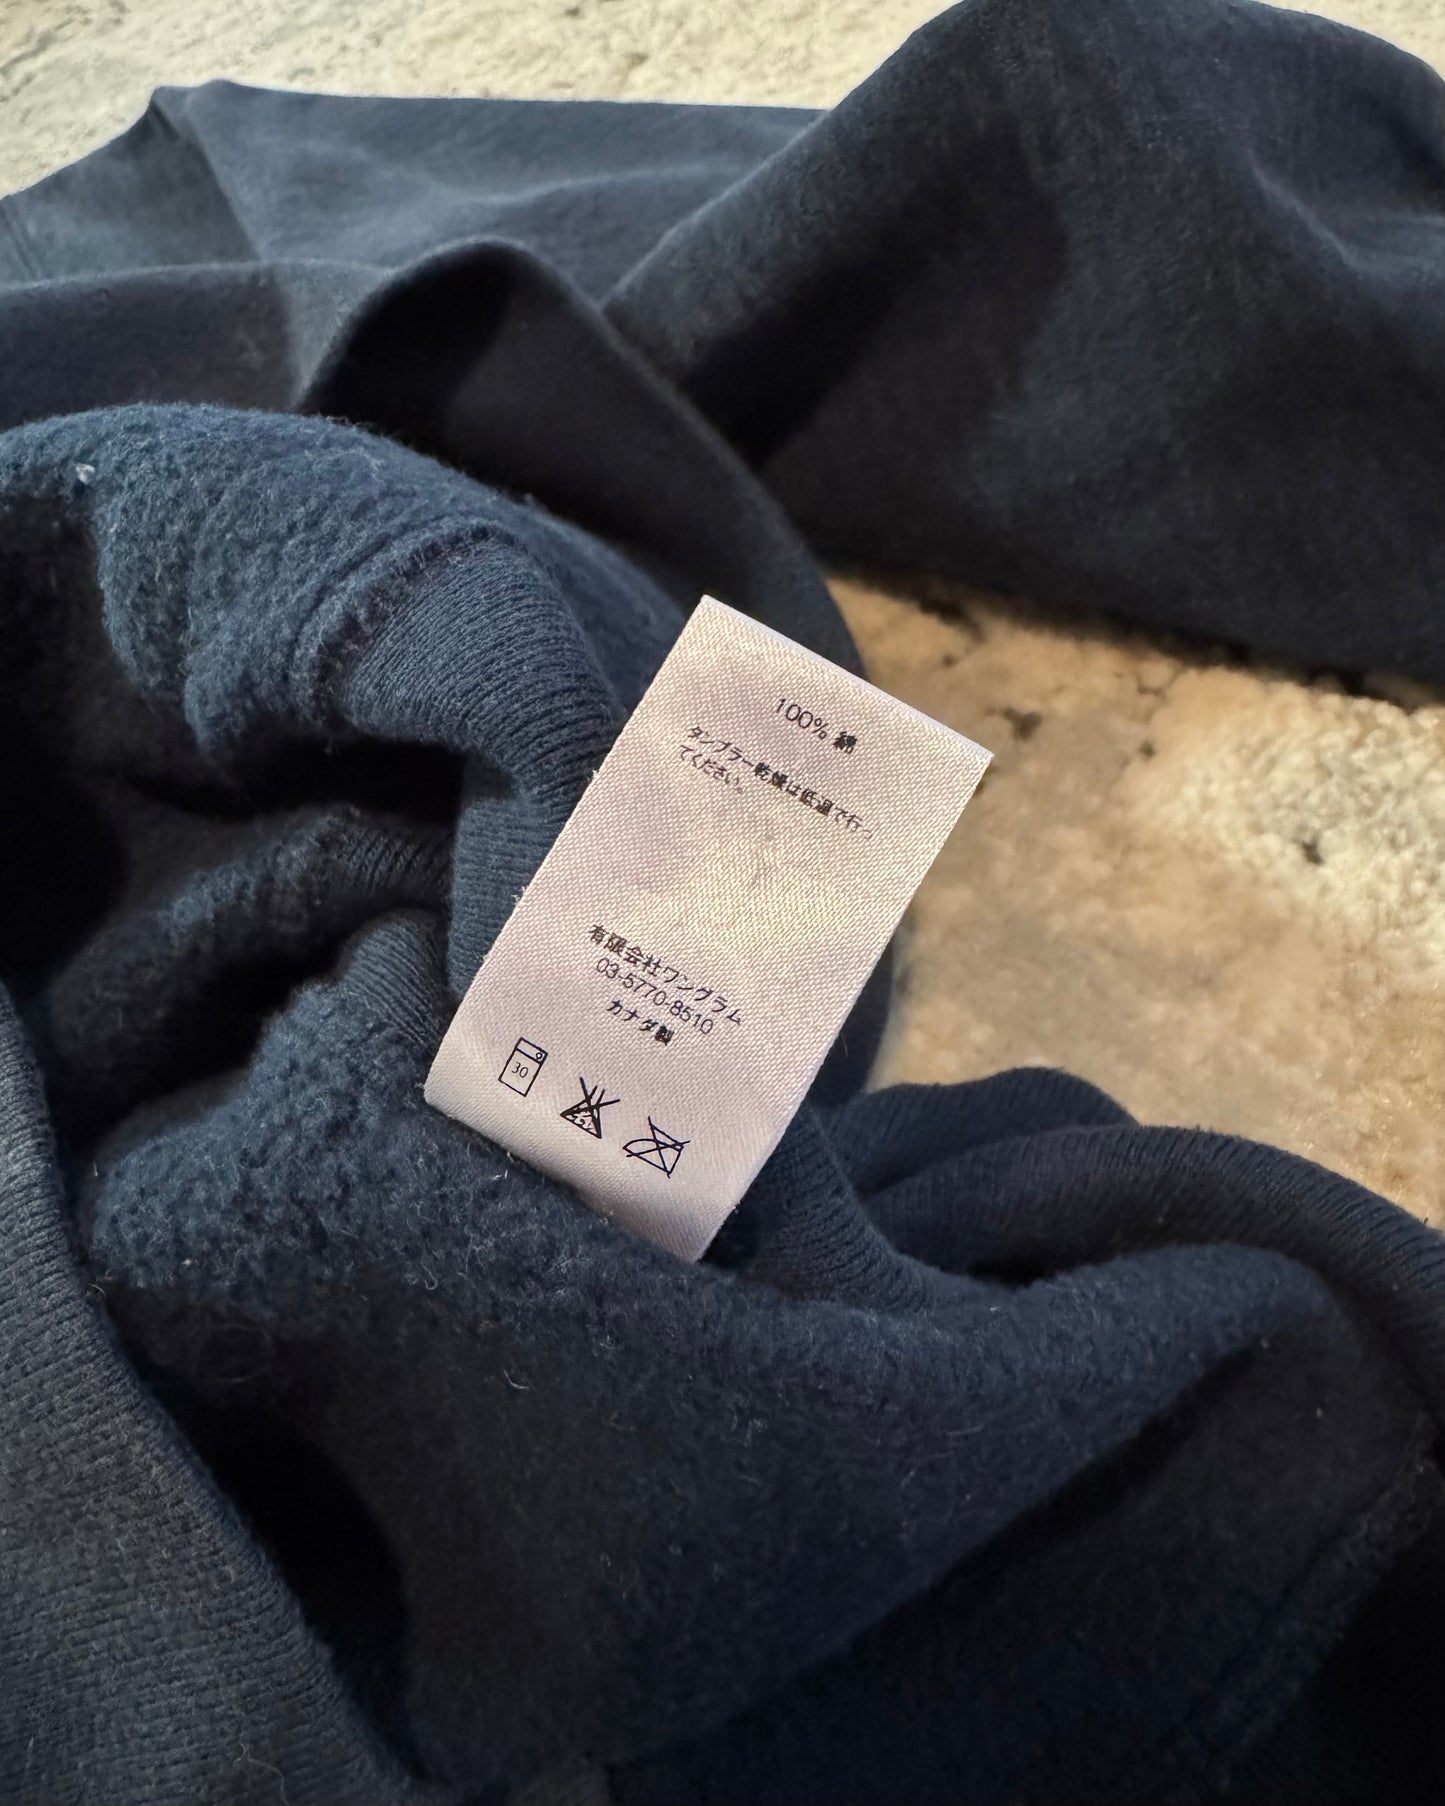 100% 綿
タンブラー乾燥は低温で行っ
てください。
有限会社ワングラム
03-5770-8510
カナダ製
30